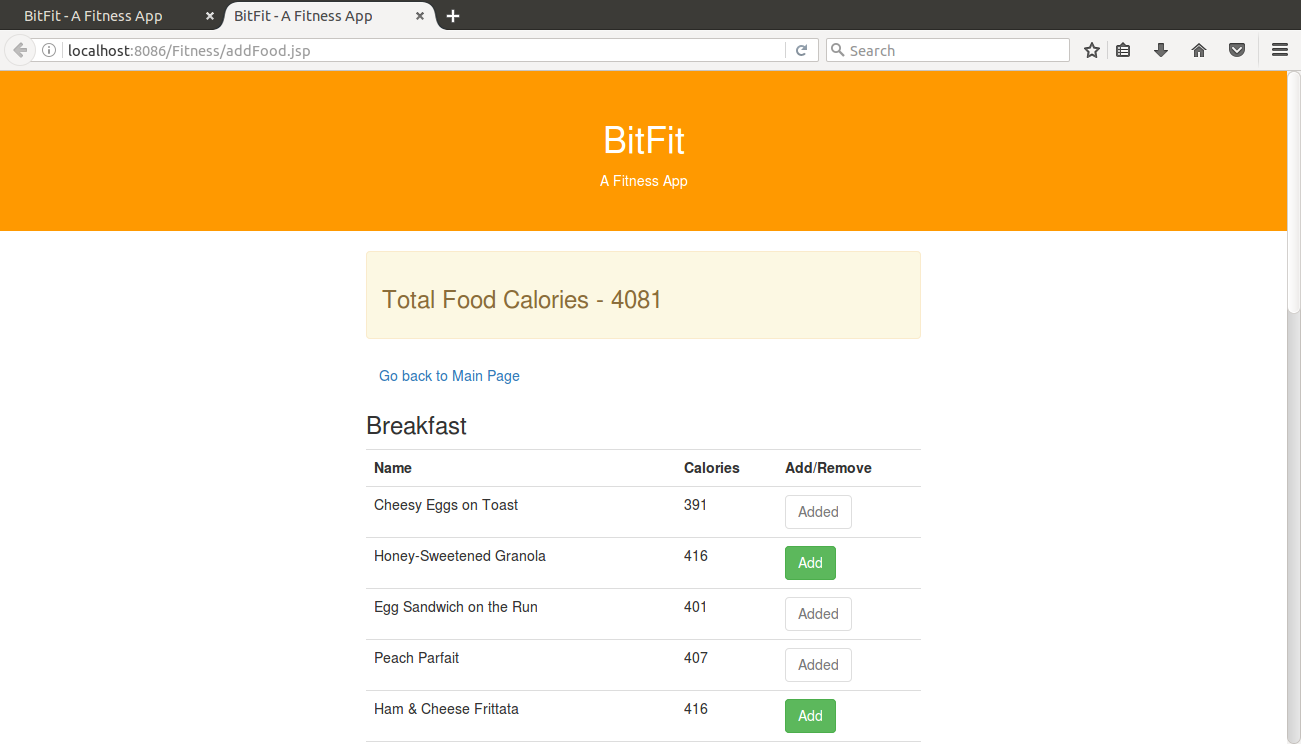 BitFit - A Fitness App BitFit - A Fitness App
localhost:8086/Fitness/addFood.jsp Search
BitFit
A Fitness App
Total Food Calories - 4081
Go back to Main Page
Breakfast
Name Calories Add/Remove
Cheesy Eggs on Toast 391 Added
Honey-Sweetened Granola 416 Add
Egg Sandwich on the Run 401 Added
Peach Parfait 407 Added
Ham & Cheese Frittata 416 Add